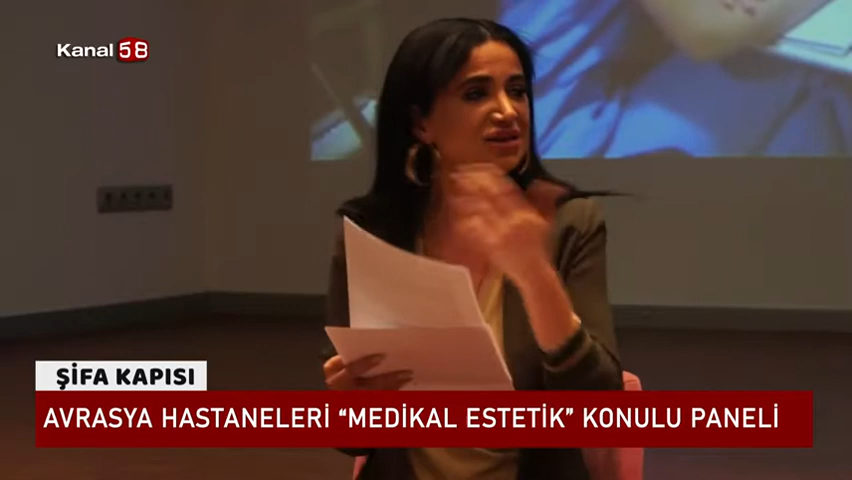 Kanal 58
ŞİFA KAPISI
AVRASYA HASTANELERİ “MEDİKAL ESTETİK” KONULU PANELİ